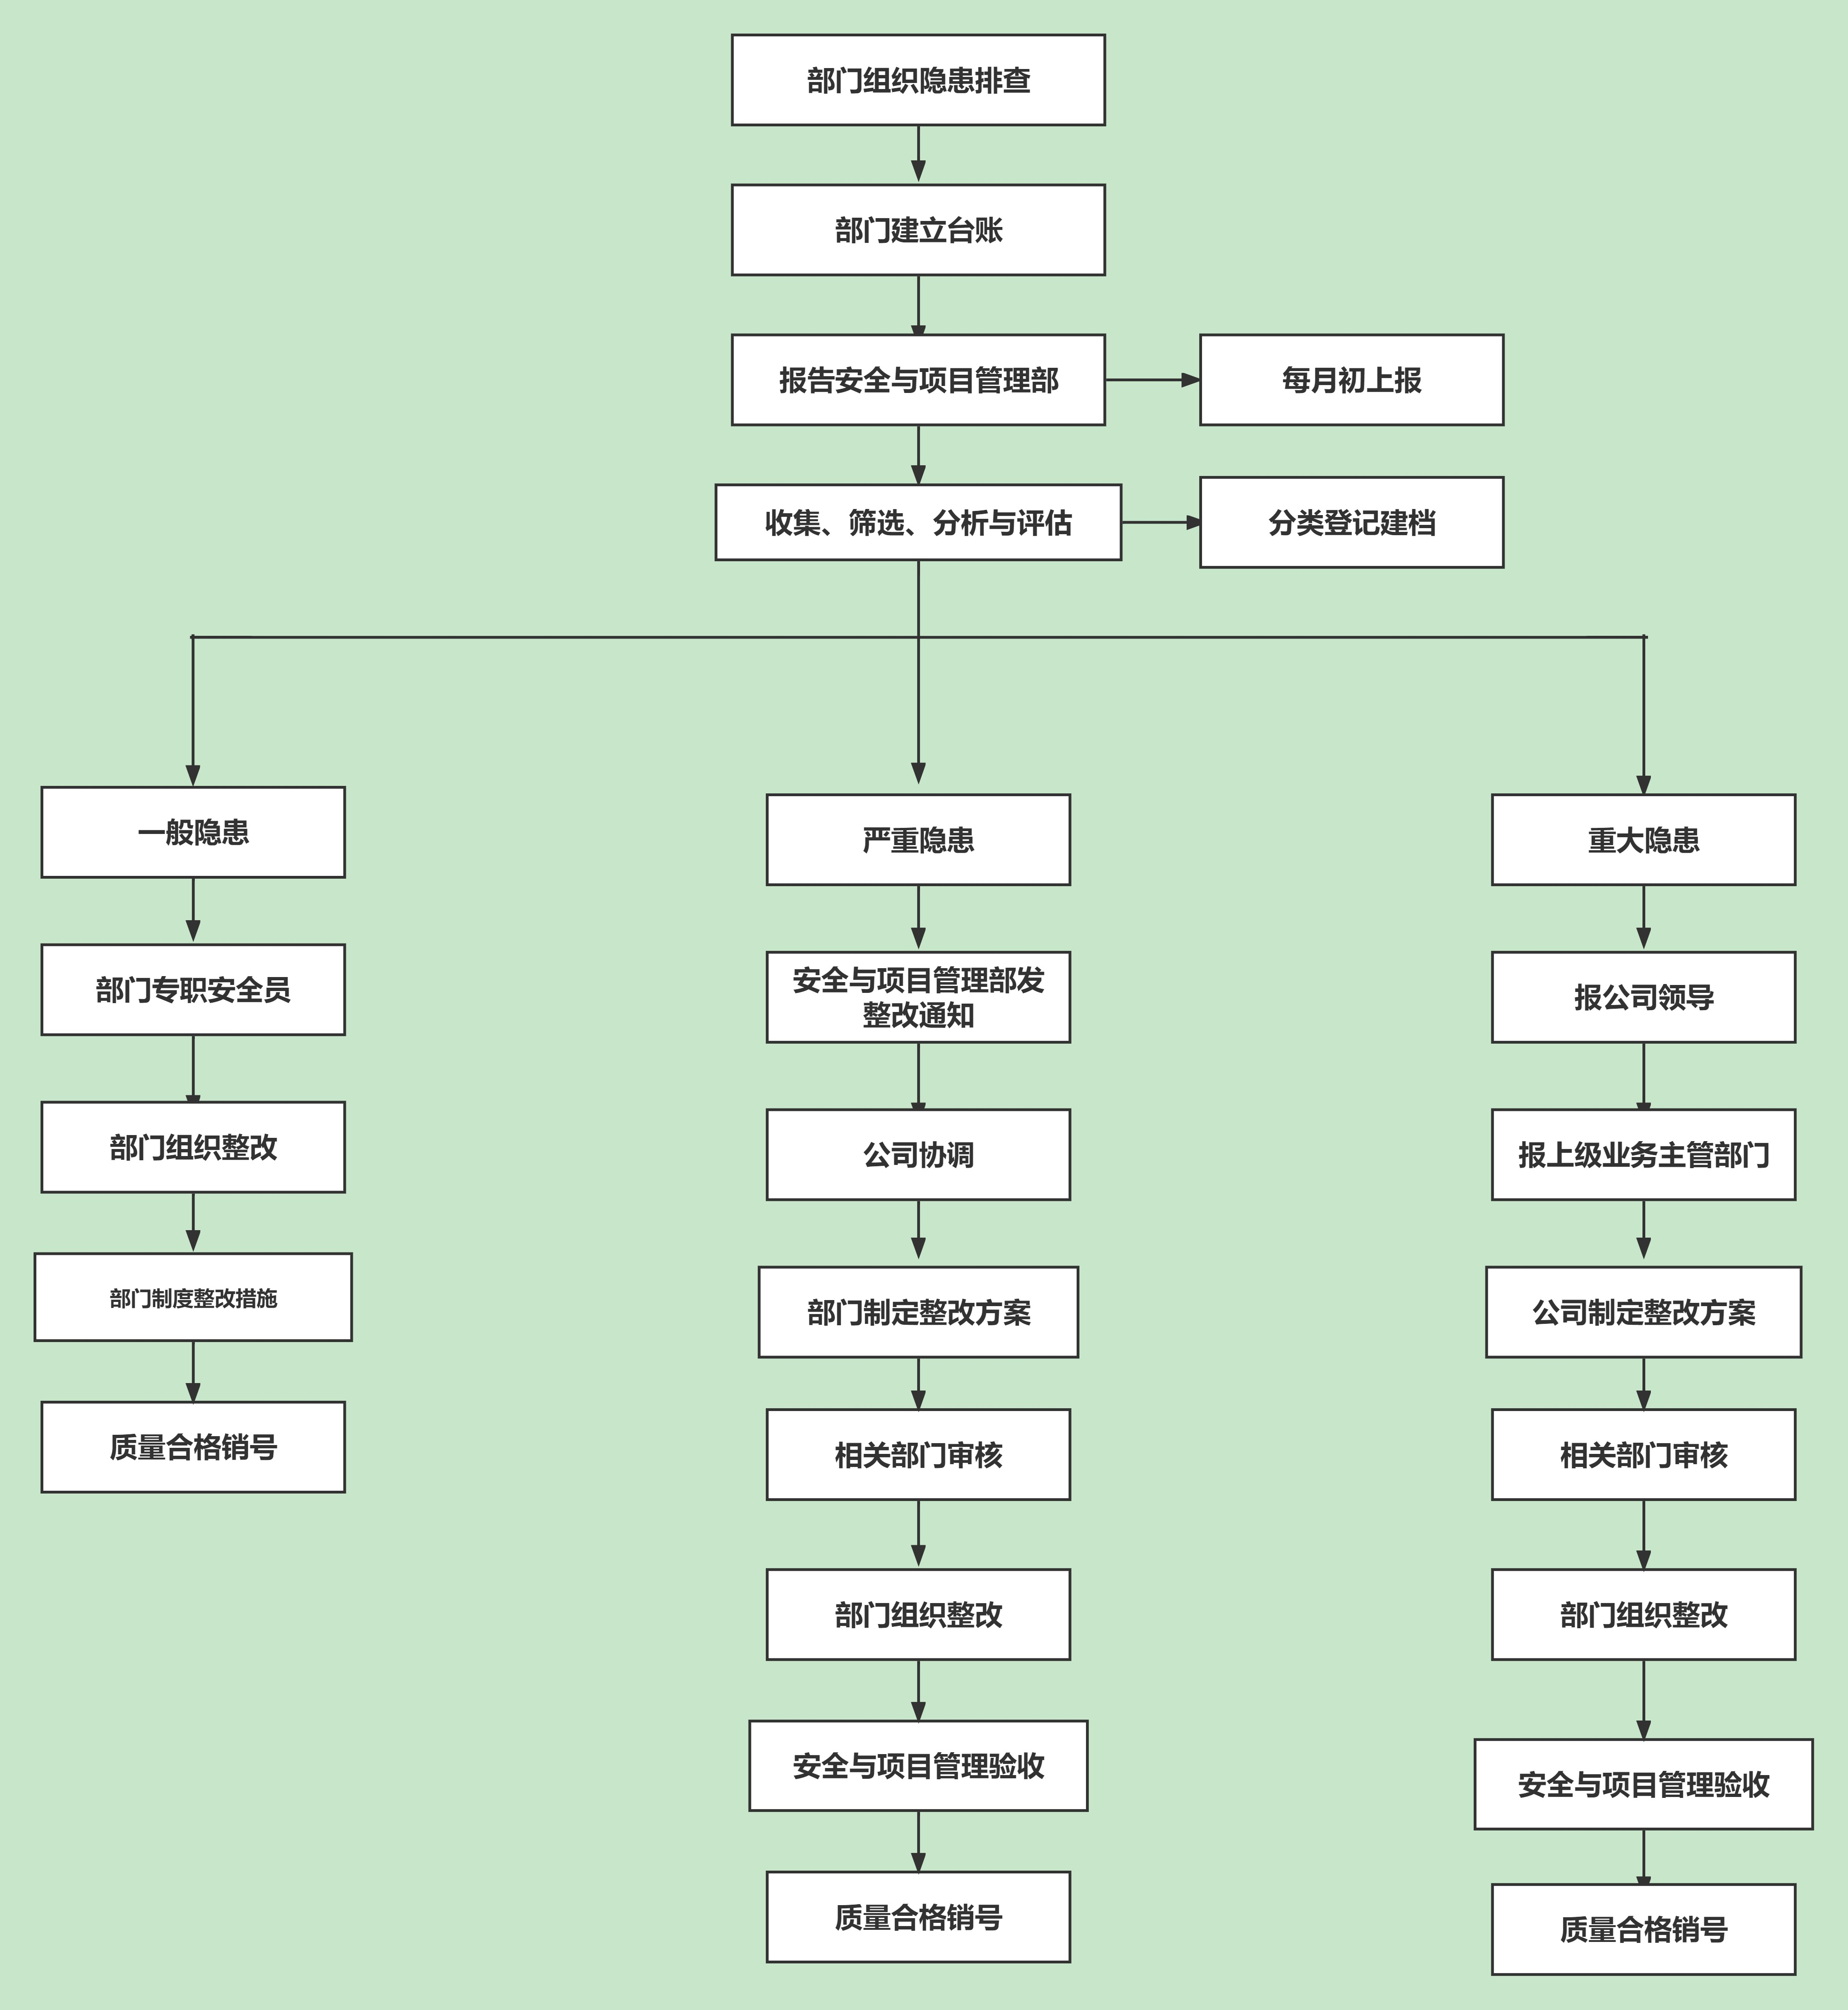 部门组织隐患排查
部门建立台账
报告安全与项目管理部
每月初上报
收集、筛选、分析与评估
分类登记建档
一般隐患
部门专职安全员
部门组织整改
部门制度整改措施
质量合格销号
严重隐患
安全与项目管理部发
整改通知
公司协调
部门制定整改方案
相关部门审核
部门组织整改
安全与项目管理验收
质量合格销号
重大隐患
报公司领导
报上级业务主管部门
公司制定整改方案
相关部门审核
部门组织整改
安全与项目管理验收
质量合格销号